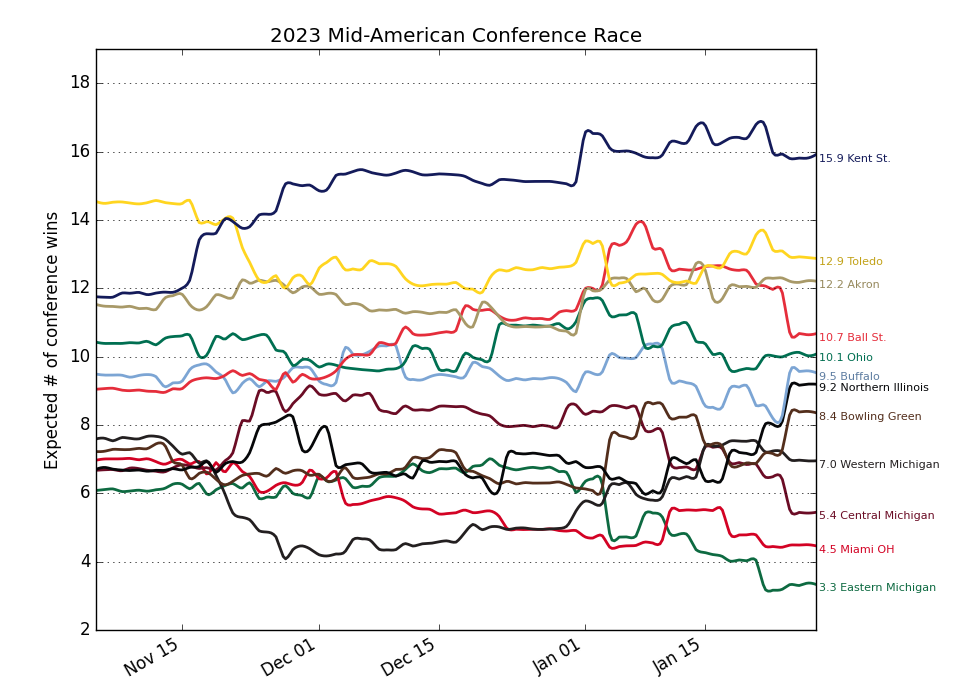 2023 Mid-American Conference Race
Expected # of conference wins
18
16
14
12
10
8
6
4
2
Nov 15
Dec 01
Dec 15
Jan 01
Jan 15
15.9 Kent St.
12.9 Toledo
12.2 Akron
10.7 Ball St.
10.1 Ohio
9.5 Buffalo
9.2 Northern Illinois
8.4 Bowling Green
7.0 Western Michigan
5.4 Central Michigan
4.5 Miami OH
3.3 Eastern Michigan